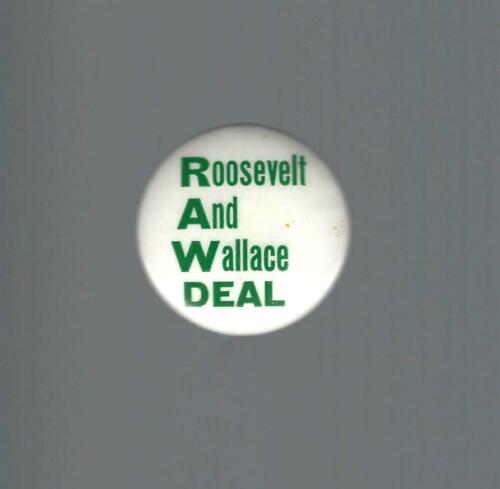 Roosevelt
And
Wallace
DEAL